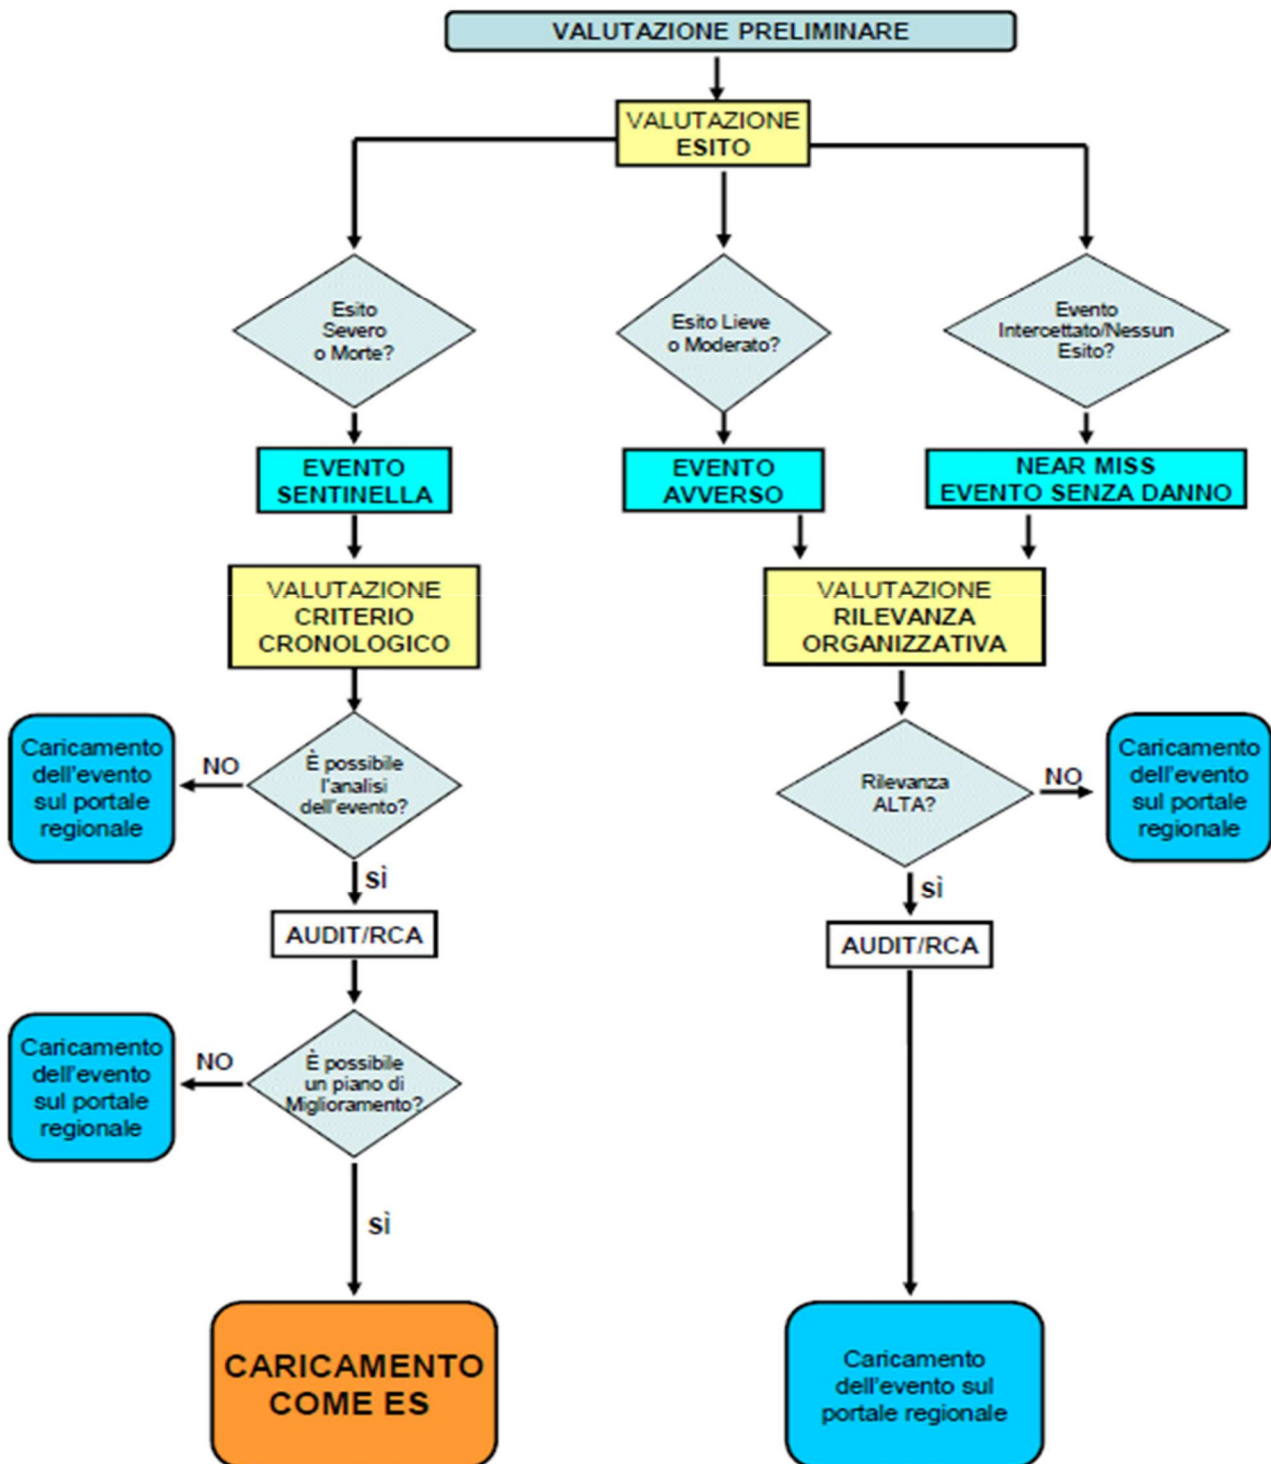 VALUTAZIONE PRELIMINARE
VALUTAZIONE
ESITO
Esito
Severo
o Morte?
Esito Lieve
o Moderato?
Evento
Intercettato/Nessun
Esito?
EVENTO
SENTINELLA
EVENTO
AVVERSO
NEAR MISS
EVENTO SENZA DANNO
VALUTAZIONE
CRITERIO
CRONOLOGICO
VALUTAZIONE
RILEVANZA
ORGANIZZATIVA
Caricamento
dell'evento
sul portale
regionale
NO
È possibile
l'analisi
dell'evento?
Rilevanza
ALTA?
NO
Caricamento
dell'evento
sul portale
regionale
SÌ
SÌ
AUDIT/RCA
AUDIT/RCA
Caricamento
dell'evento
sul portale
regionale
NO
È possibile
un piano di
Miglioramento?
SÌ
CARICAMENTO
COME ES
Caricamento
dell'evento sul
portale regionale